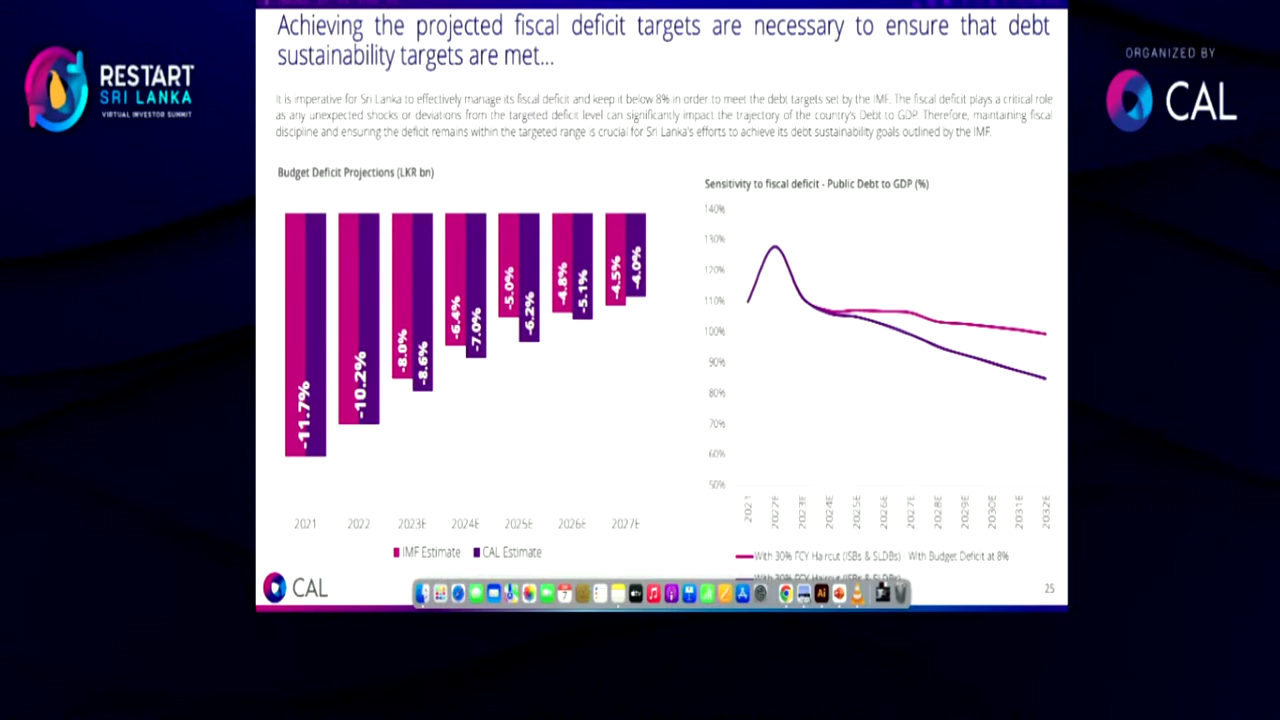 Achieving the projected fiscal deficit targets are necessary to ensure that debt
sustainability targets are met...
RESTART
SRI LANKA
VIRTUAL INVESTOR SUMMIT
ORGANIZED BY
CAL
It is imperative for Sri Lanka to effectively manage its fiscal deficit and keep it below 8% in order to meet the debt targets set by the IMF. The fiscal deficit plays a critical role
as any unexpected shocks or deviations from the targeted deficit level can significantly impact the trajectory of the country's Debt to GDP. Therefore, maintaining fiscal
discipline and ensuring the deficit remains within the targeted range is crucial for Sri Lanka's efforts to achieve its debt sustainability goals outlined by the IMF.
Budget Deficit Projections (LKR bn)
-11.7%
-10.2%
-8.0%
-8.6%
-6.4%
-7.0%
-5.0%
-6.2%
-4.8%
-5.1%
-4.5%
-4.0%
2021 2022 2023E 2024E 2025E 2026E 2027E
IMF Estimate CAL Estimate
Sensitivity to fiscal deficit - Public Debt to GDP (%)
140%
130%
120%
110%
100%
90%
80%
70%
60%
50%
2021 2022E 2023E 2024E 2025E 2026E 2027E 2028E 2029E 2030E 2031E 2032E
With 30% FCY Haircut (ISBs & SLDBs) With Budget Deficit at 8%
With 30% FCY Haircut (ISBs & SLDBs)
CAL
7
tv
Ai
25